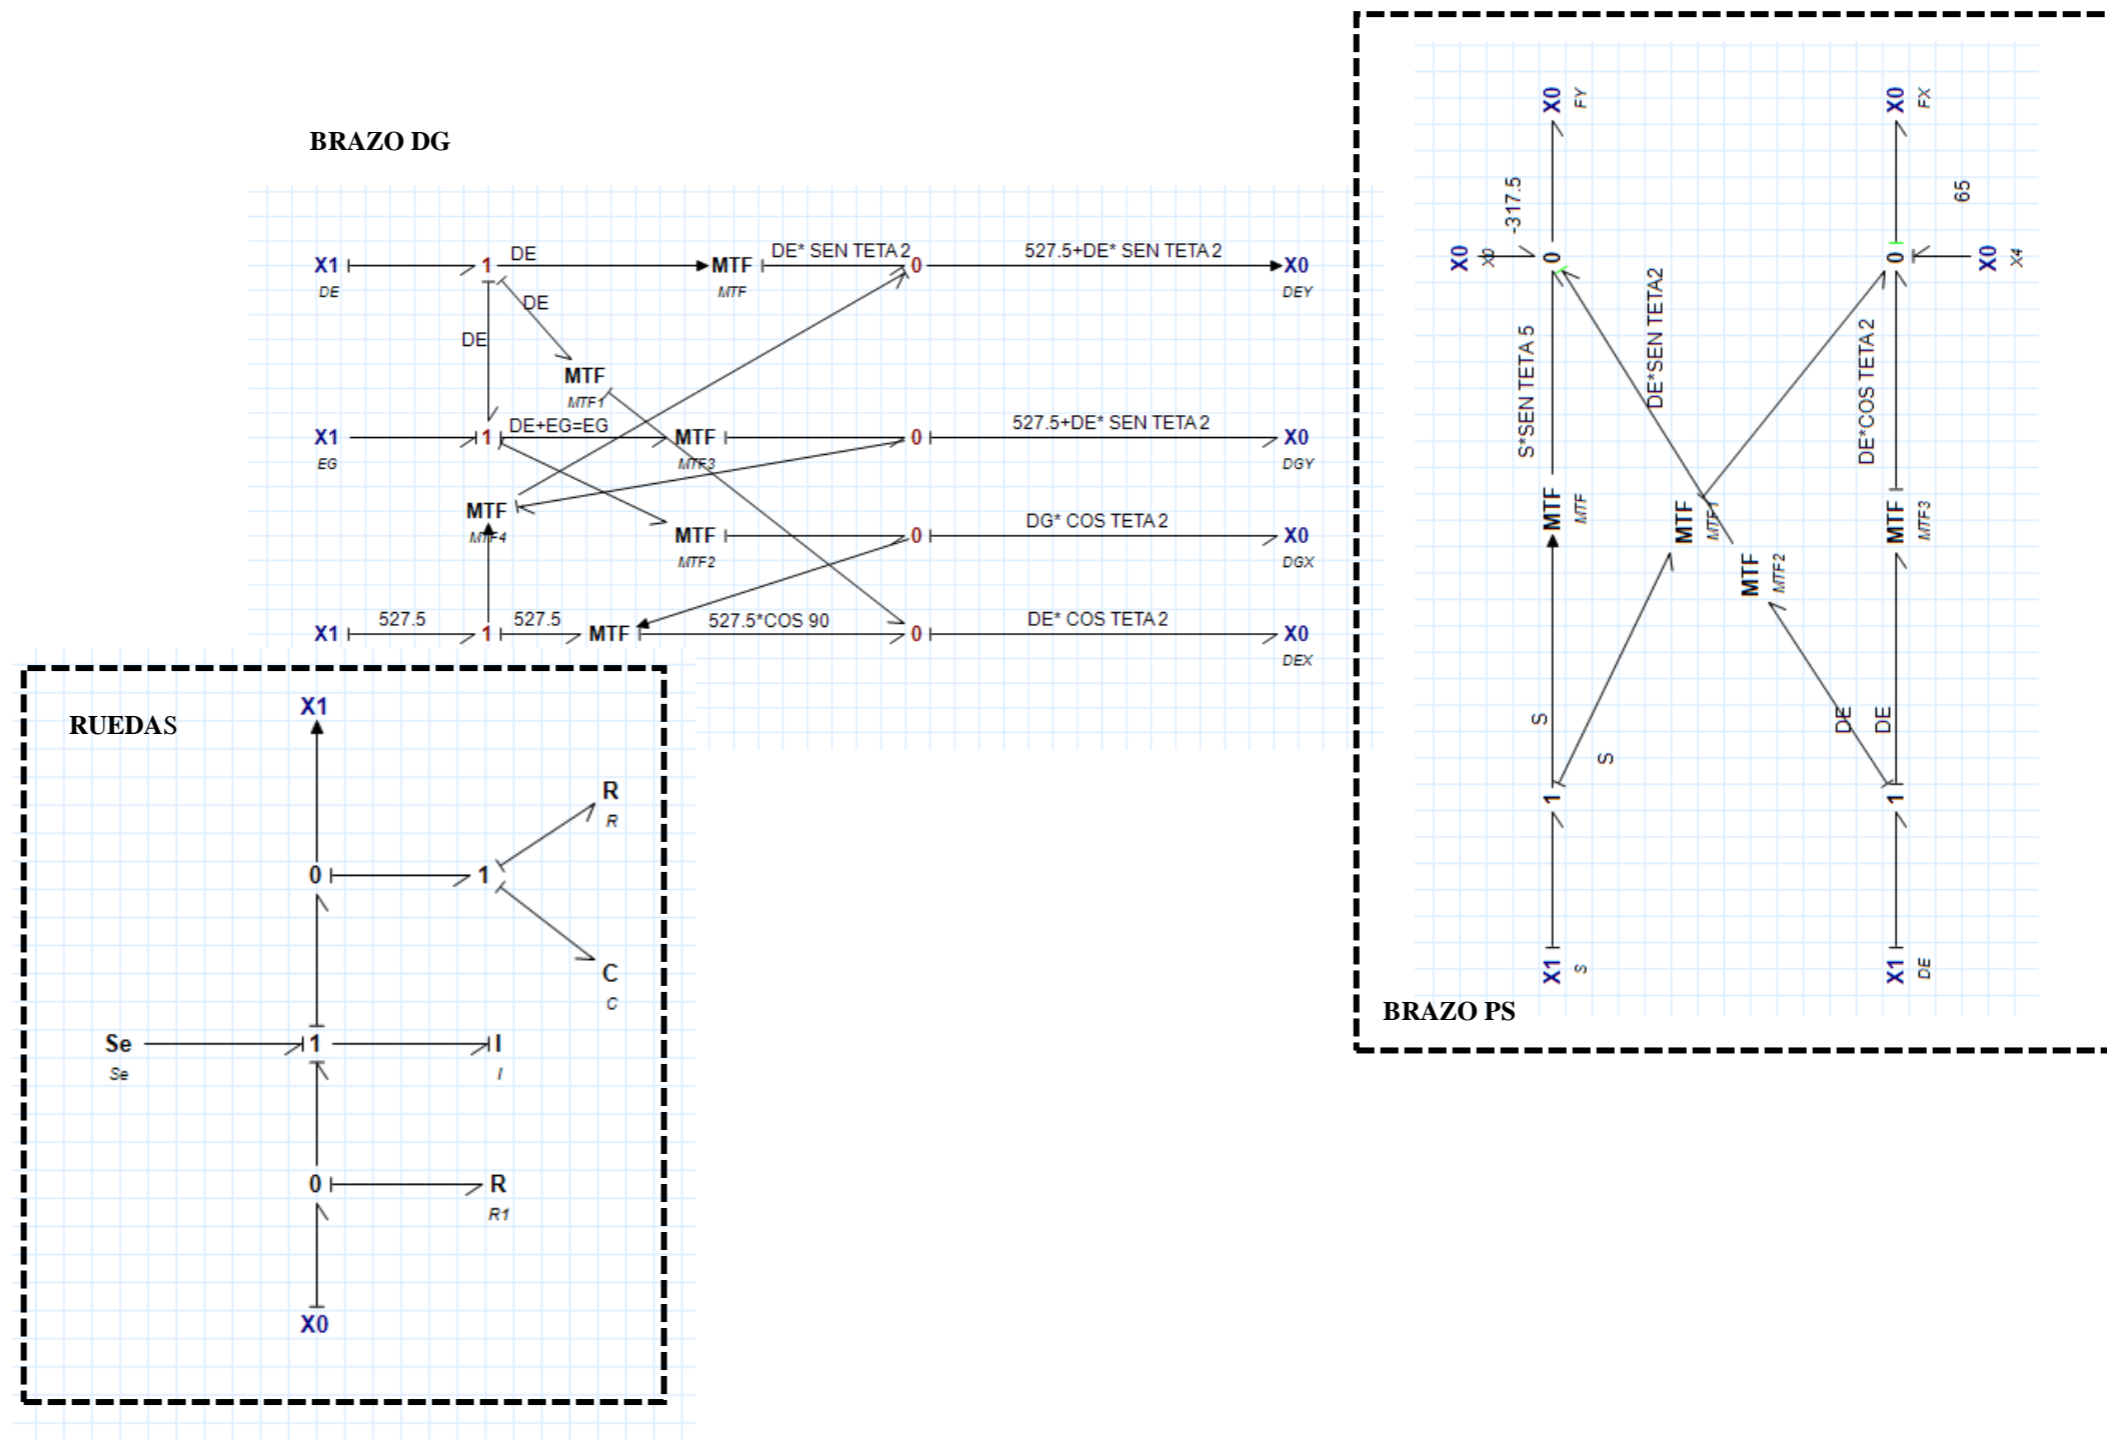 BRAZO DG
X1 DE 1 DE MTF DE* SEN TETA 2 0 527.5+DE* SEN TETA 2 X0
DE MTF DEY
DE
MTF
MTF1
X1 1 DE+EG=EG MTF 0 527.5+DE* SEN TETA 2 X0
EG MTF3 DGY
MTF
MTF4
MTF 0 DG* COS TETA 2 X0
MTF2 DGX
X1 527.5 1 527.5 MTF 527.5*COS 90 0 DE* COS TETA 2 X0
DEX
RUEDAS
X1
R
R
0 1
C
C
Se 1 I
Se I
0 R
R1
X0
BRAZO PS
X0 FY
X0 FX
X0 X0 -317.5 0
0 65 X0 X4
S*SEN TETA 5
DE*SEN TETA2
DE*COS TETA 2
MTF MTF
MTF MTF1
MTF MTF2
MTF MTF3
S
S
DE
DE
1
1
X1 S
X1 DE